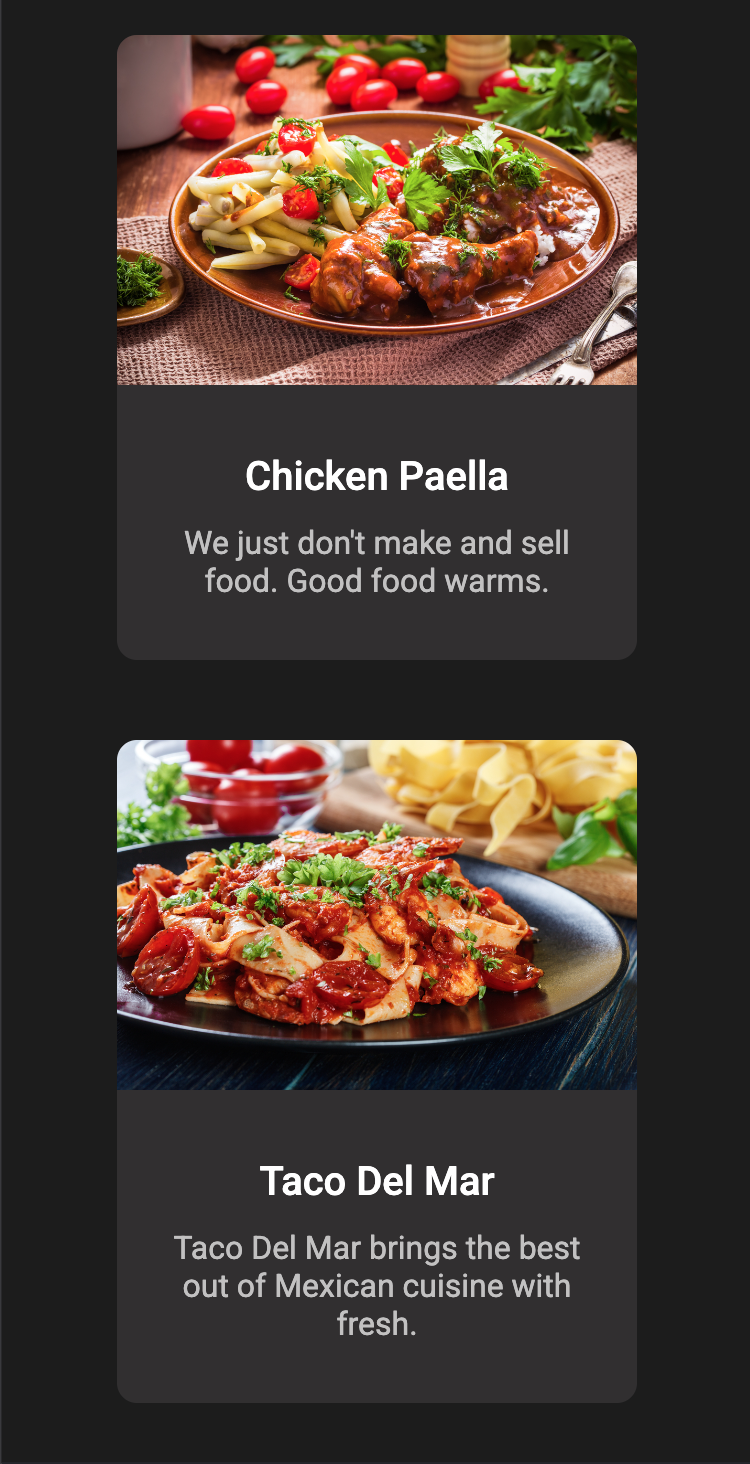 Chicken Paella
We just don't make and sell
food. Good food warms.
Taco Del Mar
Taco Del Mar brings the best
out of Mexican cuisine with
fresh.